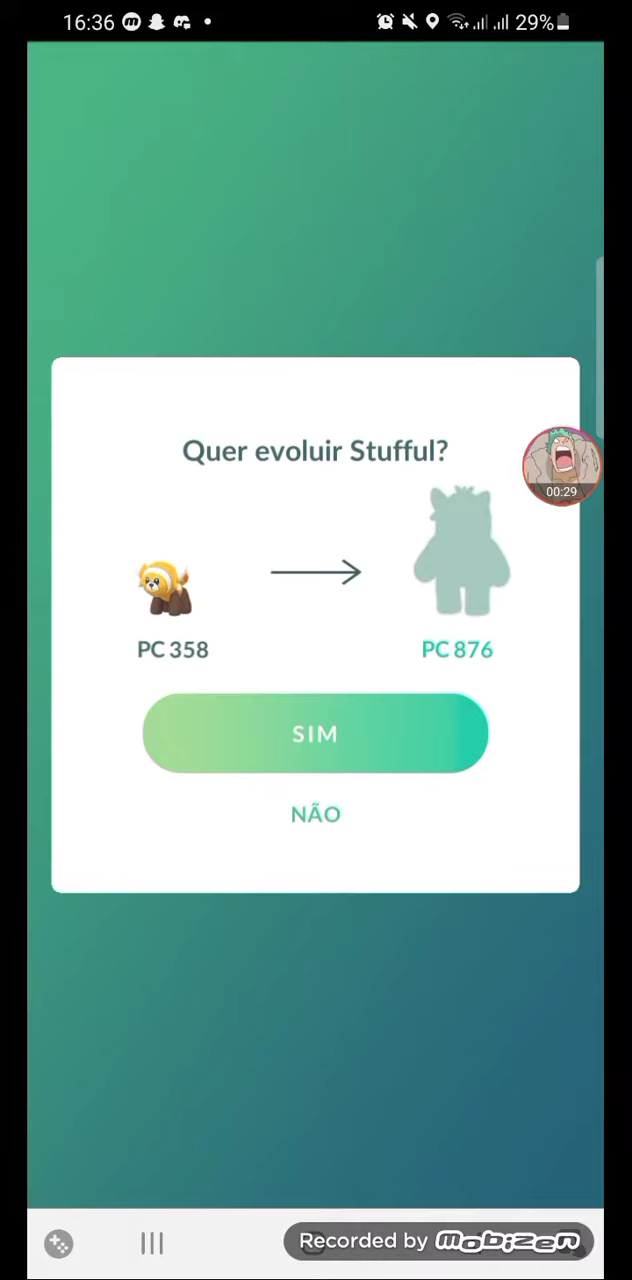 16:36 29%
Quer evoluir Stufful?
00:29
PC 358 PC 876
SIM
NÃO
Recorded by mobizen